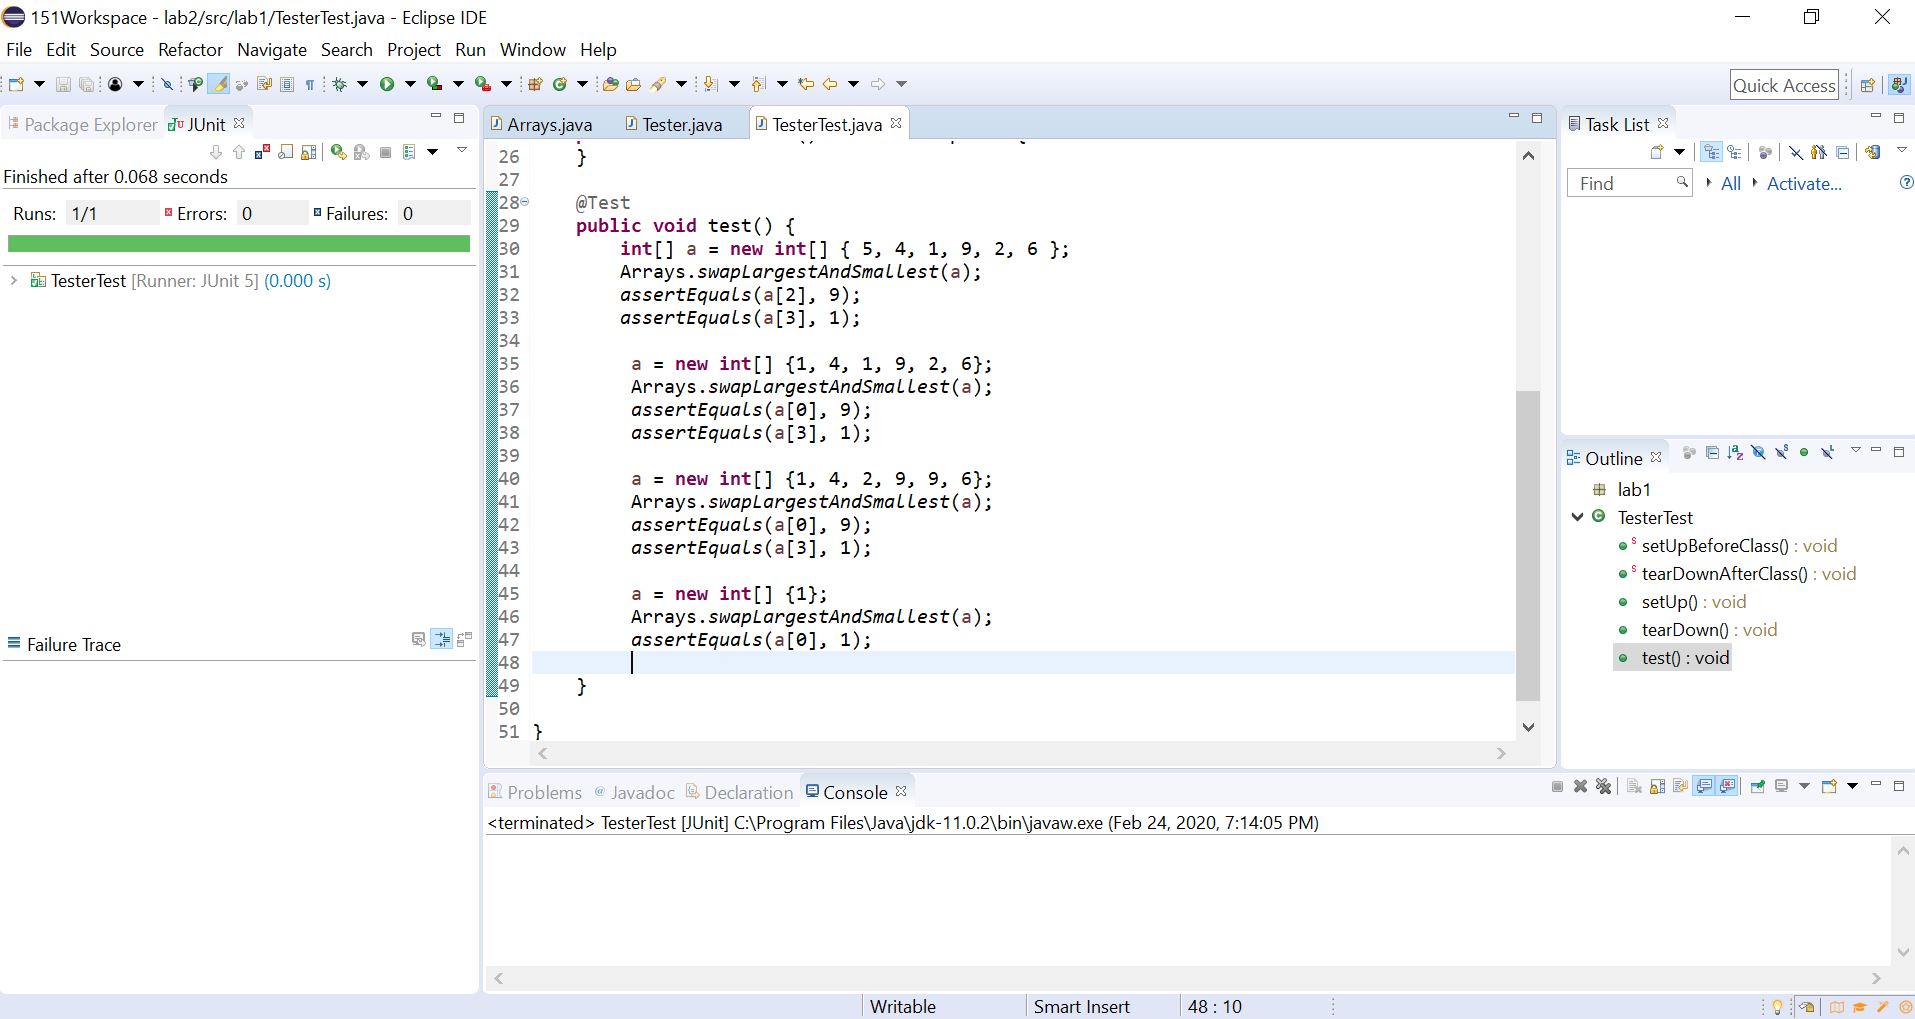 151Workspace - lab2/src/lab1/TesterTest.java - Eclipse IDE
File Edit Source Refactor Navigate Search Project Run Window Help
Quick Access
Package Explorer JUnit
Finished after 0.068 seconds
Runs: 1/1 Errors: 0 Failures: 0
TesterTest [Runner: JUnit 5] (0.000 s)
Failure Trace
Arrays.java Tester.java TesterTest.java
26 }
27
28 @Test
29 public void test() {
30 int[] a = new int[] { 5, 4, 1, 9, 2, 6 };
31 Arrays.swapLargestAndSmallest(a);
32 assertEquals(a[2], 9);
33 assertEquals(a[3], 1);
34
35 a = new int[] {1, 4, 1, 9, 2, 6};
36 Arrays.swapLargestAndSmallest(a);
37 assertEquals(a[0], 9);
38 assertEquals(a[3], 1);
39
40 a = new int[] {1, 4, 2, 9, 9, 6};
41 Arrays.swapLargestAndSmallest(a);
42 assertEquals(a[0], 9);
43 assertEquals(a[3], 1);
44
45 a = new int[] {1};
46 Arrays.swapLargestAndSmallest(a);
47 assertEquals(a[0], 1);
48
49 }
50
51 }
Task List
Find All Activate...
Outline
lab1
TesterTest
setUpBeforeClass() : void
tearDownAfterClass() : void
setUp() : void
tearDown() : void
test() : void
Problems @ Javadoc Declaration Console
<terminated> TesterTest [JUnit] C:\Program Files\Java\jdk-11.0.2\bin\javaw.exe (Feb 24, 2020, 7:14:05 PM)
Writable Smart Insert 48 : 10